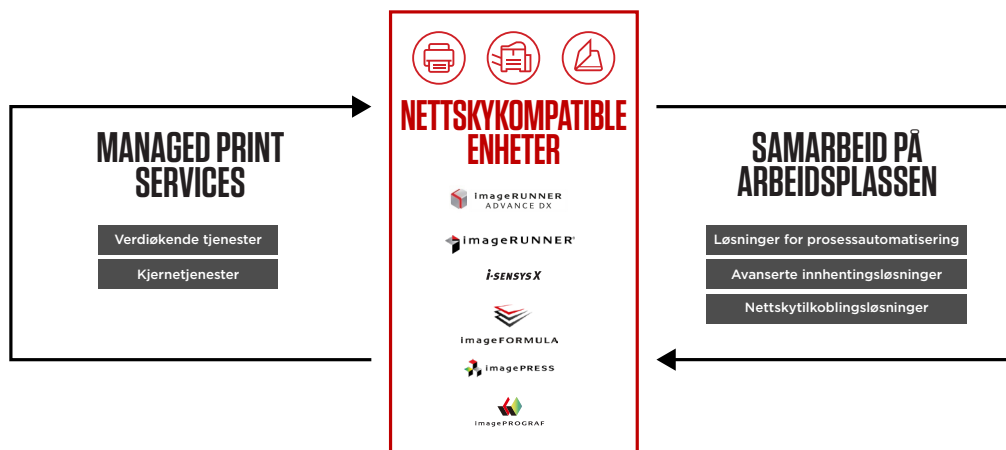 MANAGED PRINT
SERVICES
Verdiøkende tjenester
Kjernetjenester
NETTSKYKOMPATIBLE
ENHETER
imageRUNNER
ADVANCE DX
imageRUNNER®
i-SENSYS X
imageFORMULA
imagePRESS
imagePROGRAF
SAMARBEID PÅ
ARBEIDSPLASSEN
Løsninger for prosessautomatisering
Avanserte innhentingsløsninger
Nettskytilkoblingsløsninger